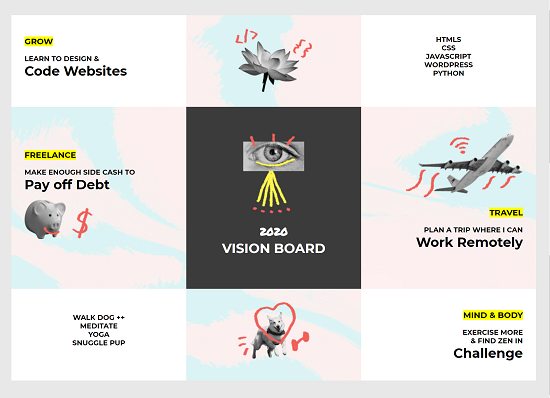 GROW
LEARN TO DESIGN &
Code Websites
</>
HTML5
CSS
JAVASCRIPT
WORDPRESS
PYTHON
FREELANCE
MAKE ENOUGH SIDE CASH TO
Pay off Debt
$
2020
VISION BOARD
TRAVEL
PLAN A TRIP WHERE I CAN
Work Remotely
WALK DOG ++
MEDITATE
YOGA
SNUGGLE PUP
MIND & BODY
EXERCISE MORE
& FIND ZEN IN
Challenge